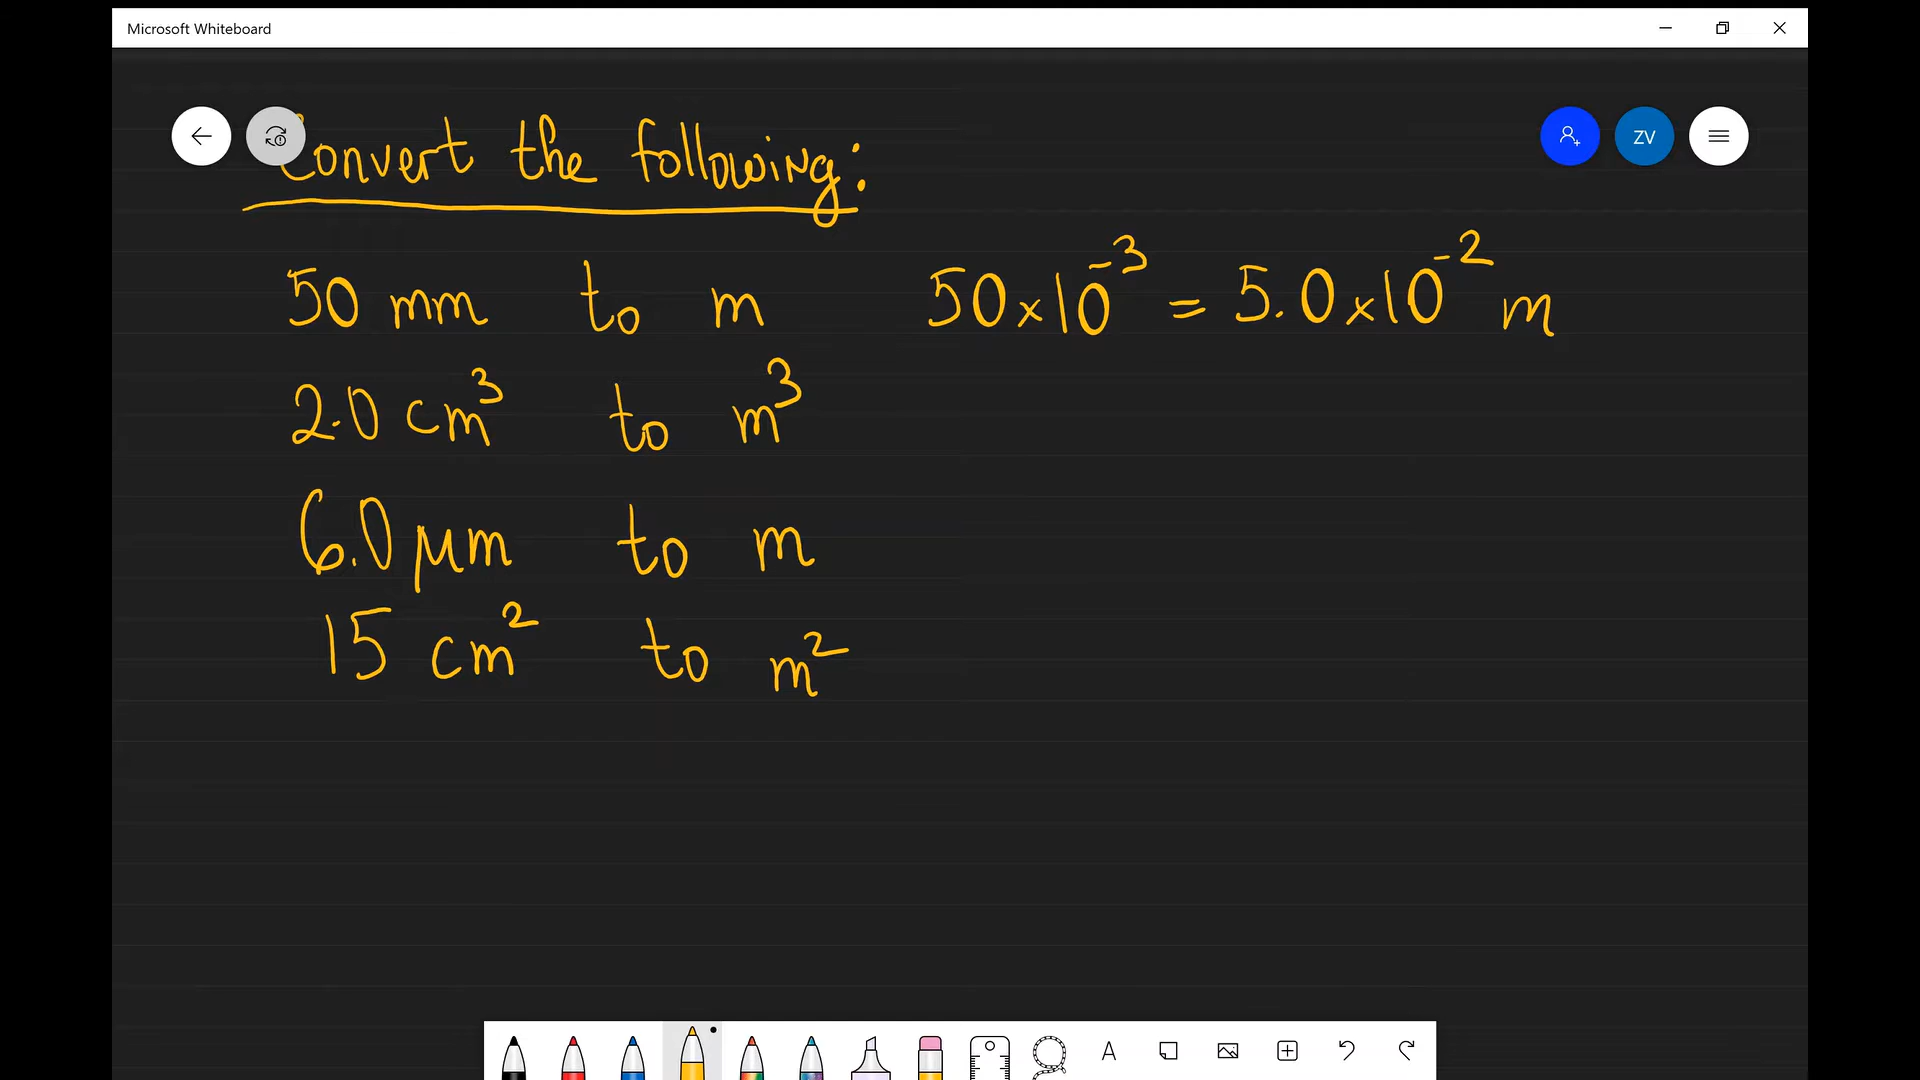 Microsoft Whiteboard
Convert the following:
ZV
50 mm to m 50×10⁻³ = 5.0×10⁻² m
2.0 cm³ to m³
6.0 μm to m
15 cm² to m²
A